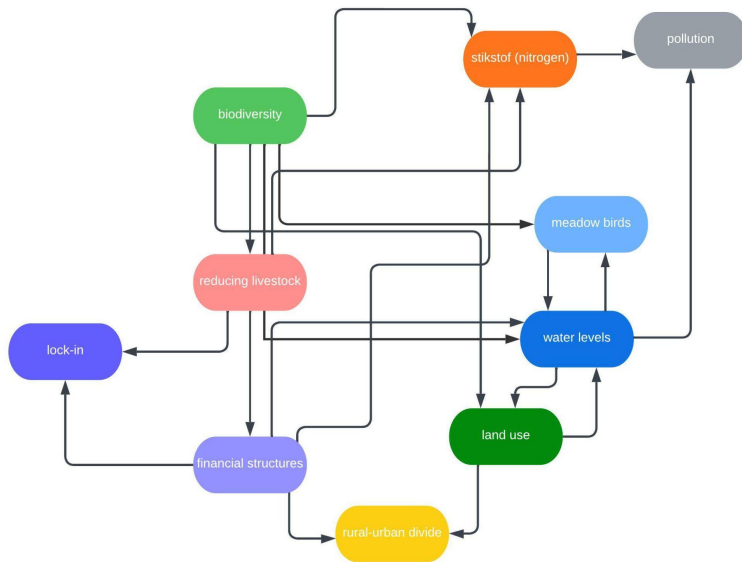 pollution
stikstof (nitrogen)
biodiversity
meadow birds
reducing livestock
lock-in
water levels
land use
financial structures
rural-urban divide